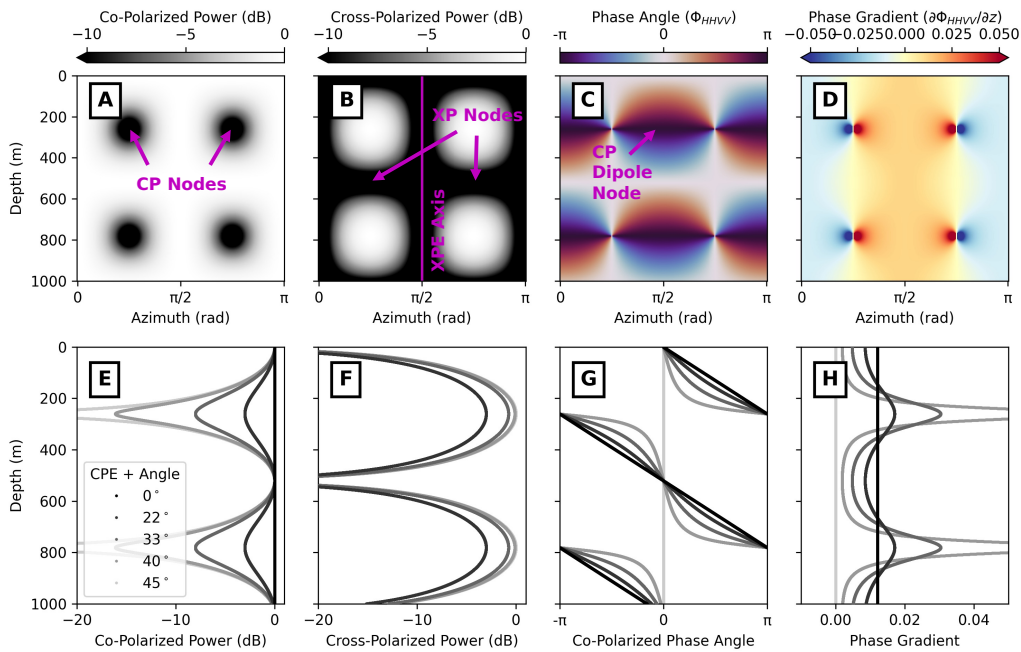 Co-Polarized Power (dB)
−10 −5 0
Cross-Polarized Power (dB)
−10 −5 0
Phase Angle (Φ_HHVV)
-π 0 π
Phase Gradient (∂Φ_HHVV/∂z)
−0.050 −0.025 0.000 0.025 0.050
A
CP Nodes
0
200
400
600
800
1000
Depth (m)
0 π/2 π
Azimuth (rad)
B
XP Nodes
XPE Axis
0 π/2 π
Azimuth (rad)
C
CP
Dipole
Node
0 π/2 π
Azimuth (rad)
D
0 π/2 π
Azimuth (rad)
E
0
200
400
600
800
1000
Depth (m)
CPE + Angle
0°
22°
33°
40°
45°
−10 0
Co-Polarized Power (dB)
F
−20 −10 0
Cross-Polarized Power (dB)
G
-π 0 π
Co-Polarized Phase Angle
H
0.00 0.02 0.04
Phase Gradient